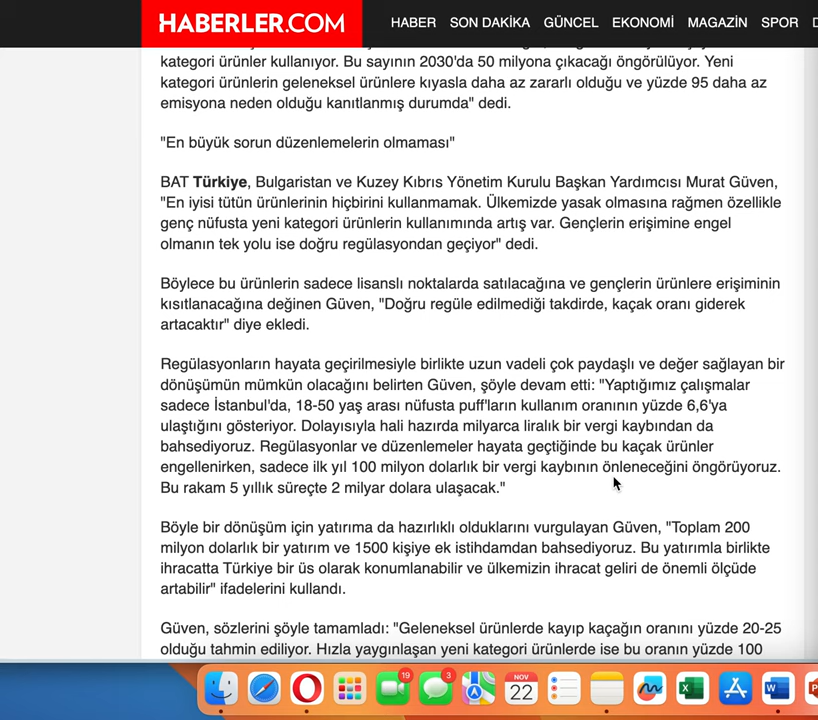 HABERLER.COM
HABER SON DAKİKA GÜNCEL EKONOMİ MAGAZİN SPOR
kategori ürünler kullanıyor. Bu sayının 2030'da 50 milyona çıkacağı öngörülüyor. Yeni
kategori ürünlerin geleneksel ürünlere kıyasla daha az zararlı olduğu ve yüzde 95 daha az
emisyona neden olduğu kanıtlanmış durumda" dedi.
"En büyük sorun düzenlemelerin olmaması"
BAT Türkiye, Bulgaristan ve Kuzey Kıbrıs Yönetim Kurulu Başkan Yardımcısı Murat Güven,
"En iyisi tütün ürünlerinin hiçbirini kullanmamak. Ülkemizde yasak olmasına rağmen özellikle
genç nüfusta yeni kategori ürünlerin kullanımında artış var. Gençlerin erişimine engel
olmanın tek yolu ise doğru regülasyondan geçiyor" dedi.
Böylece bu ürünlerin sadece lisanslı noktalarda satılacağına ve gençlerin ürünlere erişiminin
kısıtlanacağına değinen Güven, "Doğru regüle edilmediği takdirde, kaçak oranı giderek
artacaktır" diye ekledi.
Regülasyonların hayata geçirilmesiyle birlikte uzun vadeli çok paydaşlı ve değer sağlayan bir
dönüşümün mümkün olacağını belirten Güven, şöyle devam etti: "Yaptığımız çalışmalar
sadece İstanbul'da, 18-50 yaş arası nüfusta puff'ların kullanım oranının yüzde 6,6'ya
ulaştığını gösteriyor. Dolayısıyla hali hazırda milyarca liralık bir vergi kaybından da
bahsediyoruz. Regülasyonlar ve düzenlemeler hayata geçtiğinde bu kaçak ürünler
engellenirken, sadece ilk yıl 100 milyon dolarlık bir vergi kaybının önleneceğini öngörüyoruz.
Bu rakam 5 yıllık süreçte 2 milyar dolara ulaşacak."
Böyle bir dönüşüm için yatırıma da hazırlıklı olduklarını vurgulayan Güven, "Toplam 200
milyon dolarlık bir yatırım ve 1500 kişiye ek istihdamdan bahsediyoruz. Bu yatırımla birlikte
ihracatta Türkiye bir üs olarak konumlanabilir ve ülkemizin ihracat geliri de önemli ölçüde
artabilir" ifadelerini kullandı.
Güven, sözlerini şöyle tamamladı: "Geleneksel ürünlerde kayıp kaçağın oranını yüzde 20-25
olduğu tahmin ediliyor. Hızla yaygınlaşan yeni kategori ürünlerde ise bu oranın yüzde 100
19
3
NOV
22